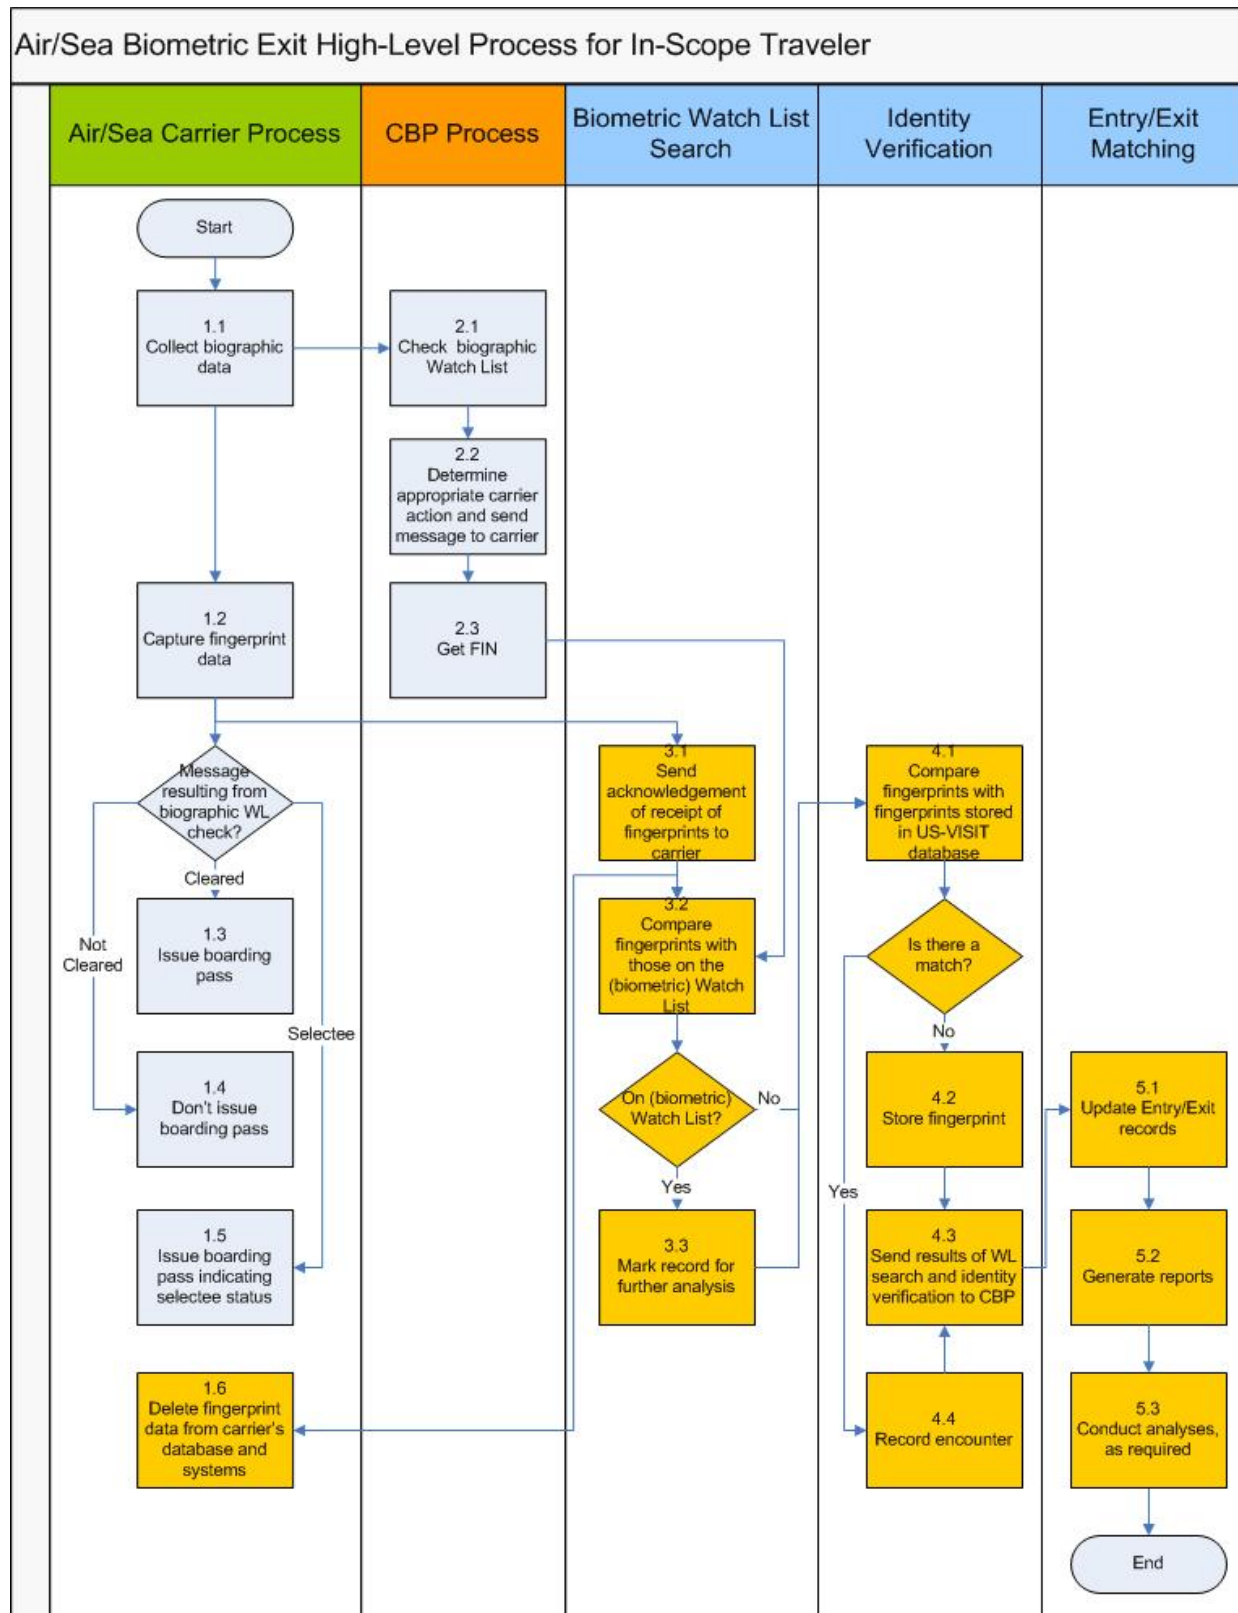 Air/Sea Biometric Exit High-Level Process for In-Scope Traveler
Air/Sea Carrier Process
CBP Process
Biometric Watch List
Search
Identity
Verification
Entry/Exit
Matching
Start
1.1
Collect biographic
data
2.1
Check biographic
Watch List
2.2
Determine
appropriate carrier
action and send
message to carrier
1.2
Capture fingerprint
data
2.3
Get FIN
Message
resulting from
biographic WL
check?
3.1
Send
acknowledgement
of receipt of
fingerprints to
carrier
4.1
Compare
fingerprints with
fingerprints stored
in US-VISIT
database
Cleared
Not
Cleared
Selectee
1.3
Issue boarding
pass
3.2
Compare
fingerprints with
those on the
(biometric) Watch
List
Is there a
match?
No
Yes
1.4
Don't issue
boarding pass
On (biometric)
Watch List?
No
Yes
4.2
Store fingerprint
5.1
Update Entry/Exit
records
1.5
Issue boarding
pass indicating
selectee status
3.3
Mark record for
further analysis
4.3
Send results of WL
search and identity
verification to CBP
5.2
Generate reports
1.6
Delete fingerprint
data from carrier's
database and
systems
4.4
Record encounter
5.3
Conduct analyses,
as required
End